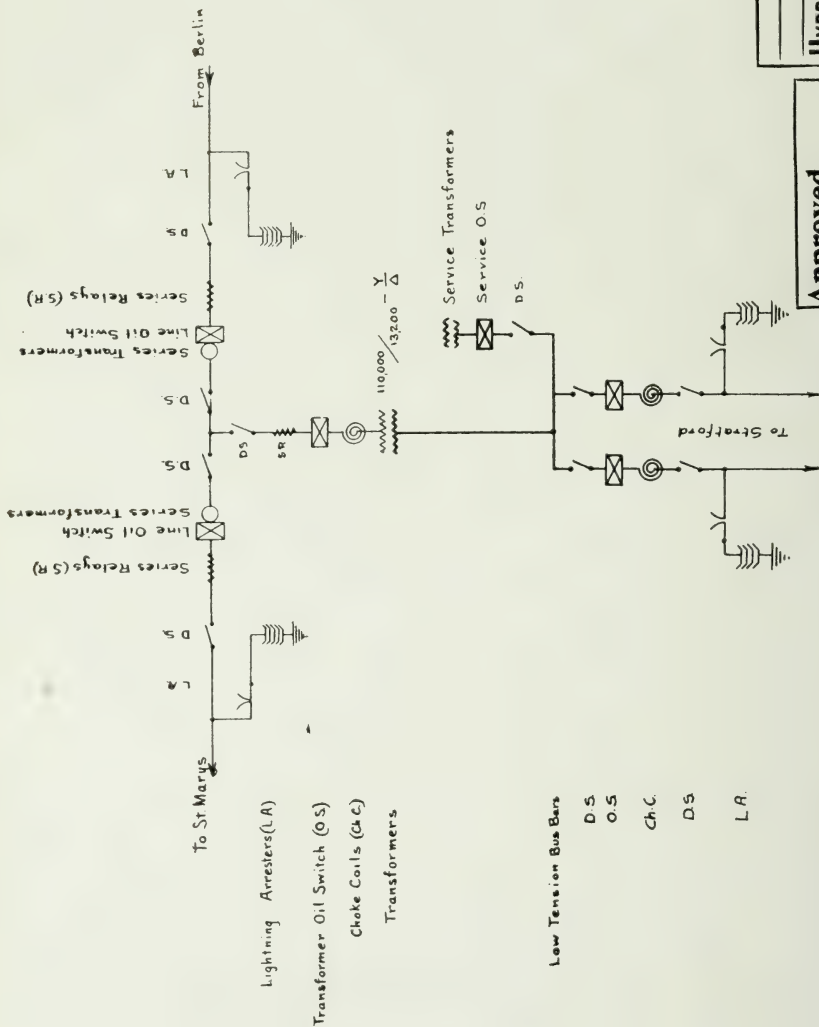 From Berlin
L.A.
D.S.
Series Relays (S.R)
Line Oil Switch
Series Transformers
D.S.
D.S.
Series Transformers
Line Oil Switch
Series Relays (S.R)
D.S.
L.A.
To St. Marys
DS
SR
110,000/13,200 - Y/Δ
Service Transformers
Service O.S
D.S.
To Stratford
Lightning Arresters (L.A)
Transformer Oil Switch (O.S)
Choke Coils (Ch.C)
Transformers
Low Tension Bus Bars
D.S.
O.S
Ch.C.
D.S
L.A.
Approved